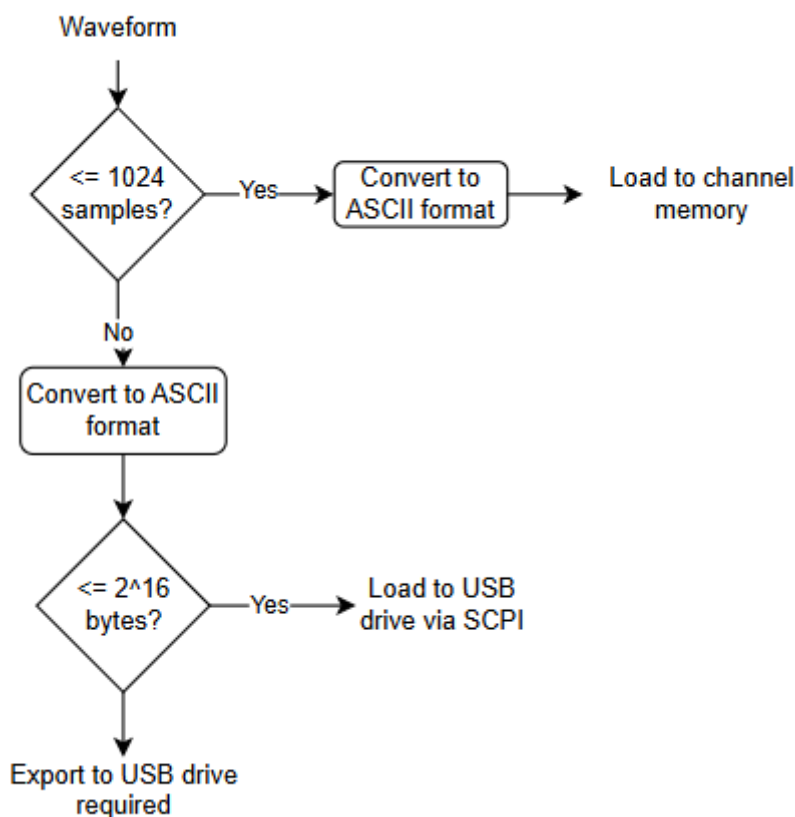 Waveform
<= 1024
samples?
Yes
Convert to
ASCII format
Load to channel
memory
No
Convert to ASCII
format
<= 2^16
bytes?
Yes
Load to USB
drive via SCPI
Export to USB drive
required